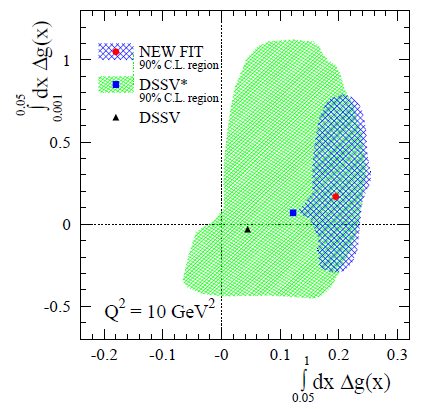 ∫ dx Δg(x)
0.05
0.001
1
0.5
0
-0.5
NEW FIT
90% C.L. region
DSSV*
90% C.L. region
DSSV
Q² = 10 GeV²
-0.2 -0.1 -0 0.1 0.2 0.3
1
∫ dx Δg(x)
0.05